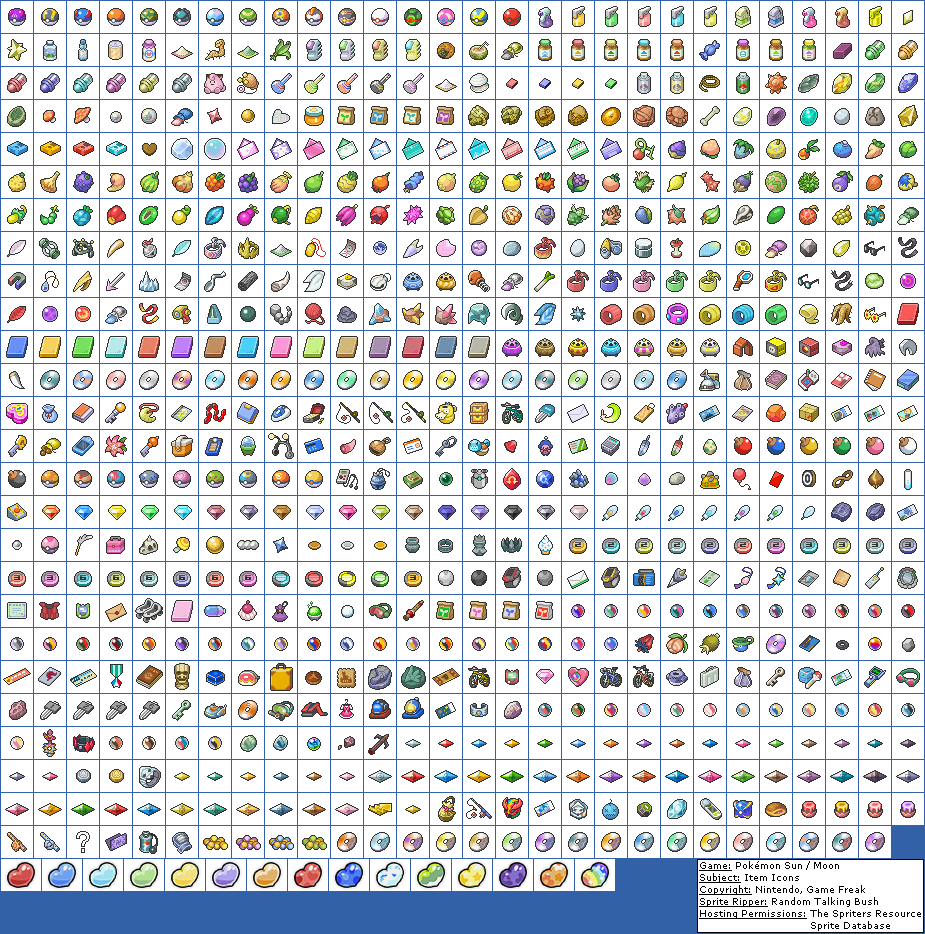 Game: Pokémon Sun / Moon
Subject: Item Icons
Copyright: Nintendo, Game Freak
Sprite Ripper: Random Talking Bush
Hosting Permissions: The Spriters Resource
Sprite Database